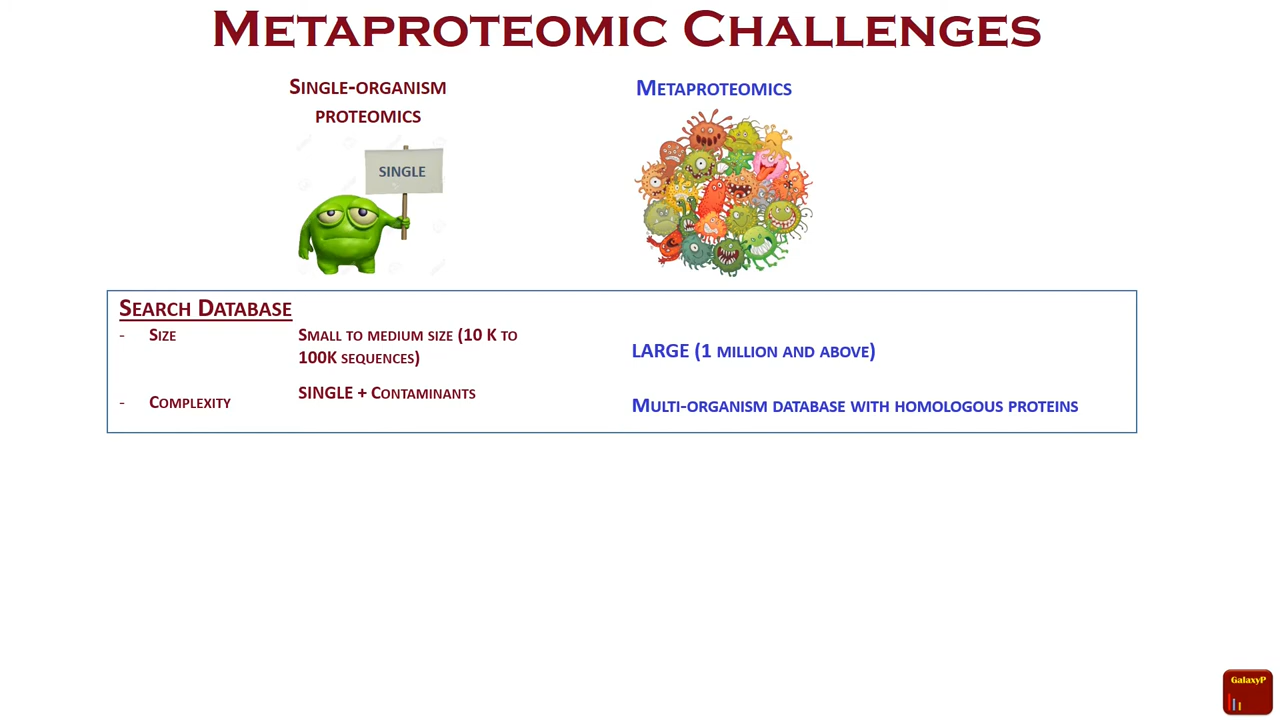 METAPROTEOMIC CHALLENGES
SINGLE-ORGANISM
PROTEOMICS
METAPROTEOMICS
SINGLE
SEARCH DATABASE
- SIZE
SMALL TO MEDIUM SIZE (10 K TO
100K SEQUENCES)
LARGE (1 MILLION AND ABOVE)
- COMPLEXITY
SINGLE + CONTAMINANTS
MULTI-ORGANISM DATABASE WITH HOMOLOGOUS PROTEINS
GalaxyP